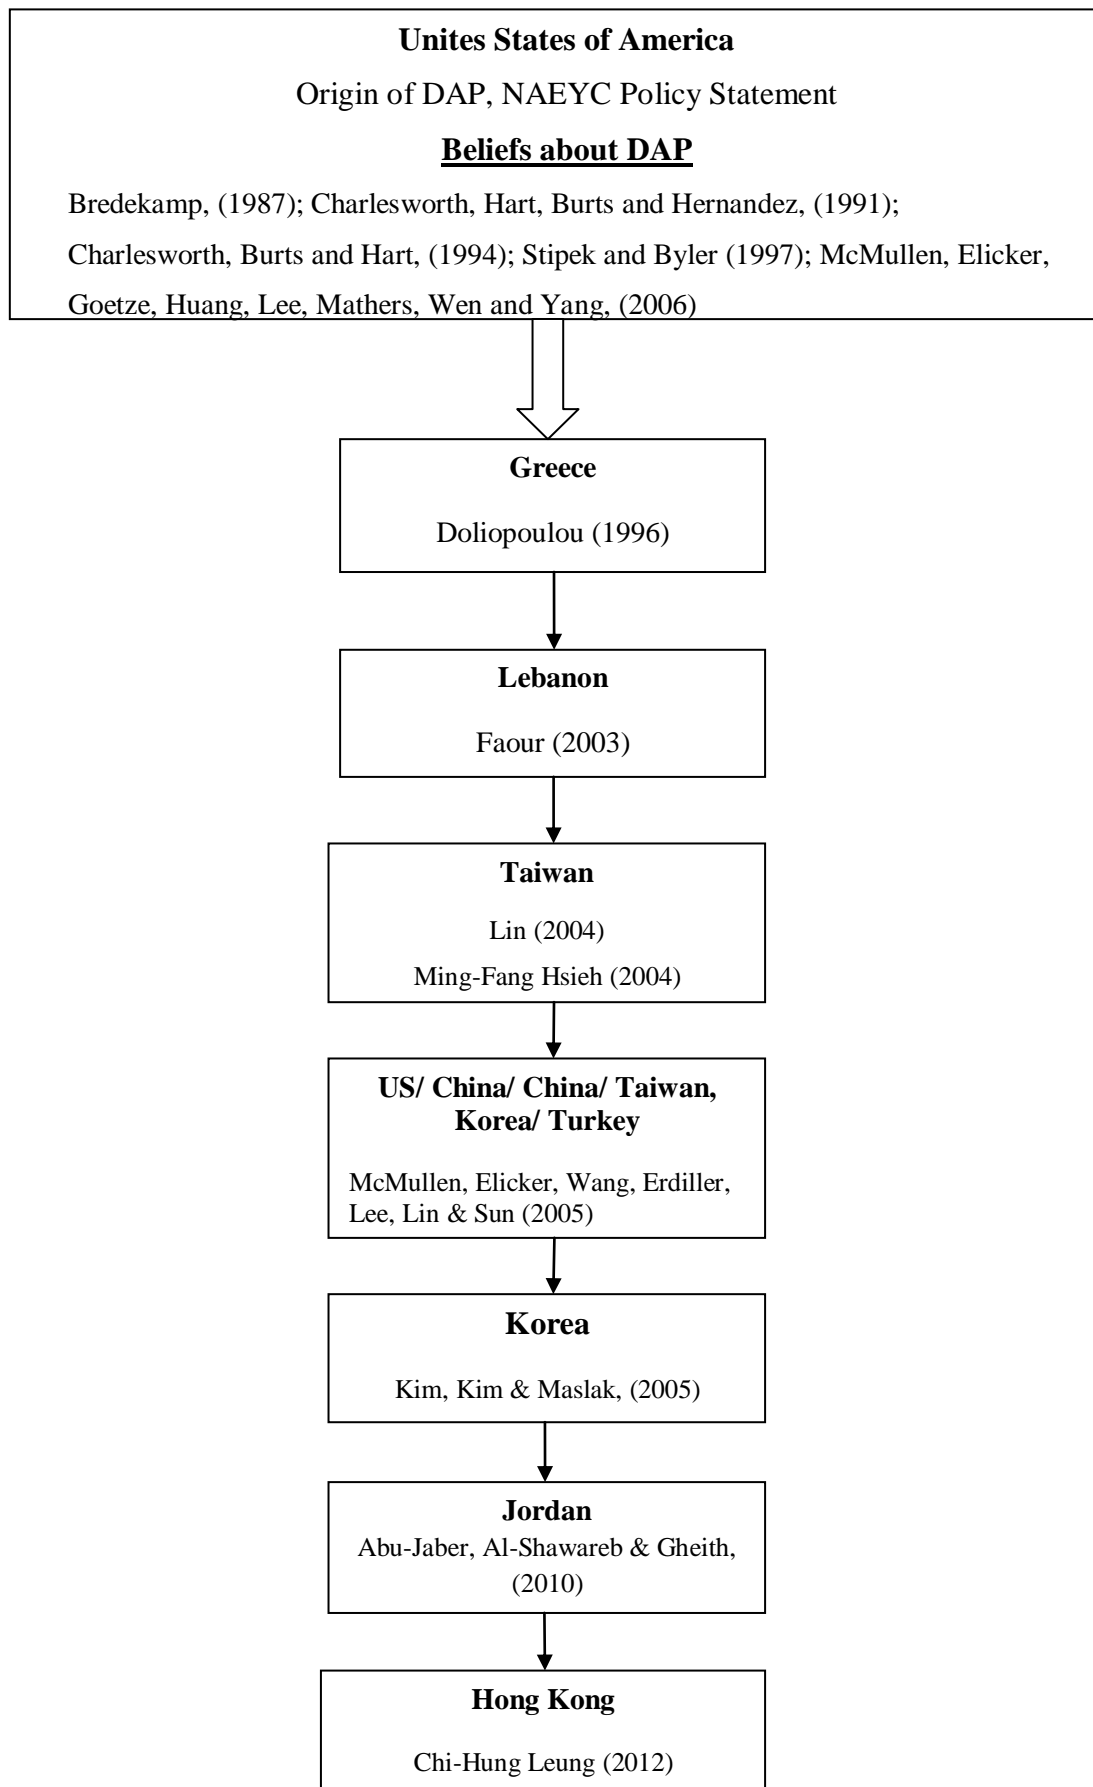 Unites States of America
Origin of DAP, NAEYC Policy Statement
Beliefs about DAP
Bredekamp, (1987); Charlesworth, Hart, Burts and Hernandez, (1991);
Charlesworth, Burts and Hart, (1994); Stipek and Byler (1997); McMullen, Elicker,
Goetze, Huang, Lee, Mathers, Wen and Yang, (2006)
Greece
Doliopoulou (1996)
Lebanon
Faour (2003)
Taiwan
Lin (2004)
Ming-Fang Hsieh (2004)
US/ China/ China/ Taiwan,
Korea/ Turkey
McMullen, Elicker, Wang, Erdiller,
Lee, Lin & Sun (2005)
Korea
Kim, Kim & Maslak, (2005)
Jordan
Abu-Jaber, Al-Shawareb & Gheith,
(2010)
Hong Kong
Chi-Hung Leung (2012)